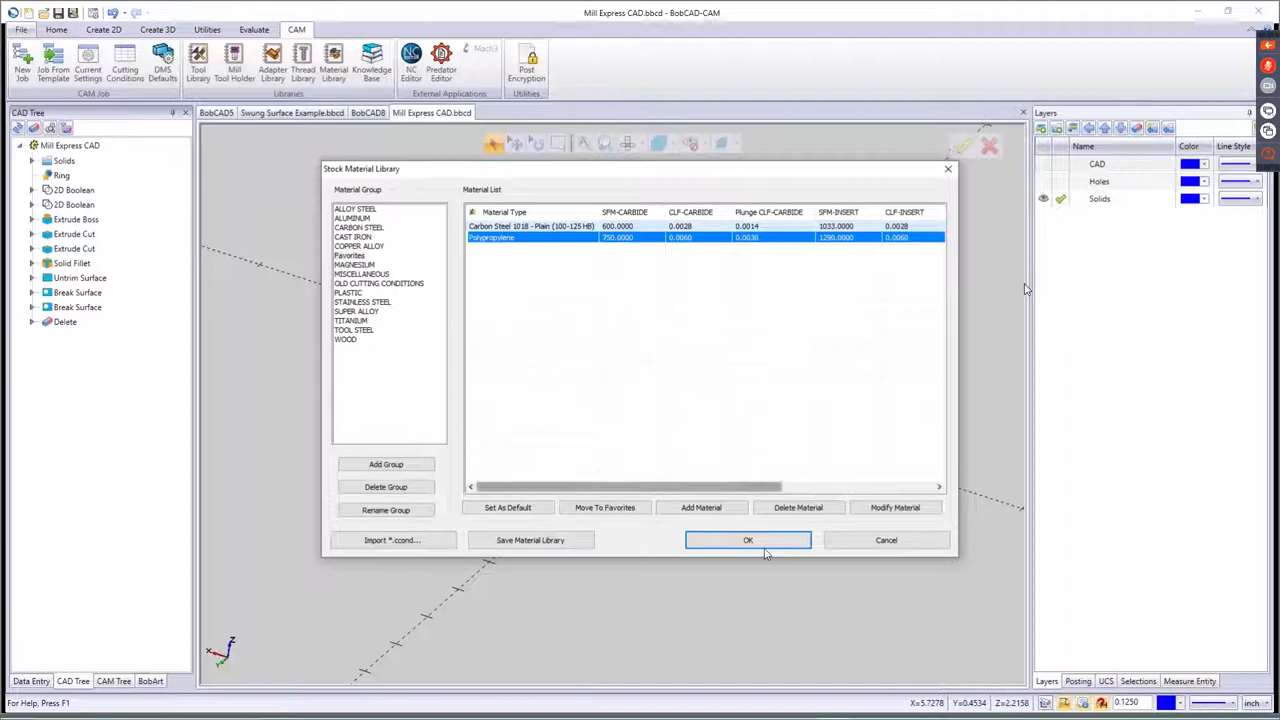 Mill Express CAD.bbcd - BobCAD-CAM
File Home Create 2D Create 3D Utilities Evaluate CAM
New Job
Job From Template
Current Settings
Cutting Conditions
DMS Defaults
Tool Library
Mill Tool Holder
Adapter Library
Thread Library
Material Library
Knowledge Base
NC Editor
Predator Editor
Mach3
Post Encryption
CAM Job Libraries External Applications Utilities
CAD Tree
BobCAD5 Swung Surface Example.bbcd BobCAD8 Mill Express CAD.bbcd
Layers
Mill Express CAD
Solids
Ring
2D Boolean
2D Boolean
Extrude Boss
Extrude Cut
Extrude Cut
Solid Fillet
Untrim Surface
Break Surface
Break Surface
Delete
Stock Material Library
Material Group
ALLOY STEEL
ALUMINUM
CARBON STEEL
CAST IRON
COPPER ALLOY
Favorites
MAGNESIUM
MISCELLANEOUS
OLD CUTTING CONDITIONS
PLASTIC
STAINLESS STEEL
SUPER ALLOY
TITANIUM
TOOL STEEL
WOOD
Material List
Material Type SFM-CARBIDE CLF-CARBIDE Plunge CLF-CARBIDE SFM-INSERT CLF-INSERT
Carbon Steel 1018 - Plain (100-125 HB) 600.0000 0.0028 0.0014 1033.0000 0.0028
Polypropylene 750.0000 0.0060 0.0030 1250.0000 0.0060
Add Group
Delete Group
Rename Group
Set As Default Move To Favorites Add Material Delete Material Modify Material
Import *.ccond... Save Material Library OK Cancel
Name Color Line Style
CAD
Holes
Solids
X
Z
Data Entry CAD Tree CAM Tree BobArt
Layers Posting UCS Selections Measure Entity
For Help, Press F1
X=5.7278 Y=0.4534 Z=2.2158 0.1250 inch